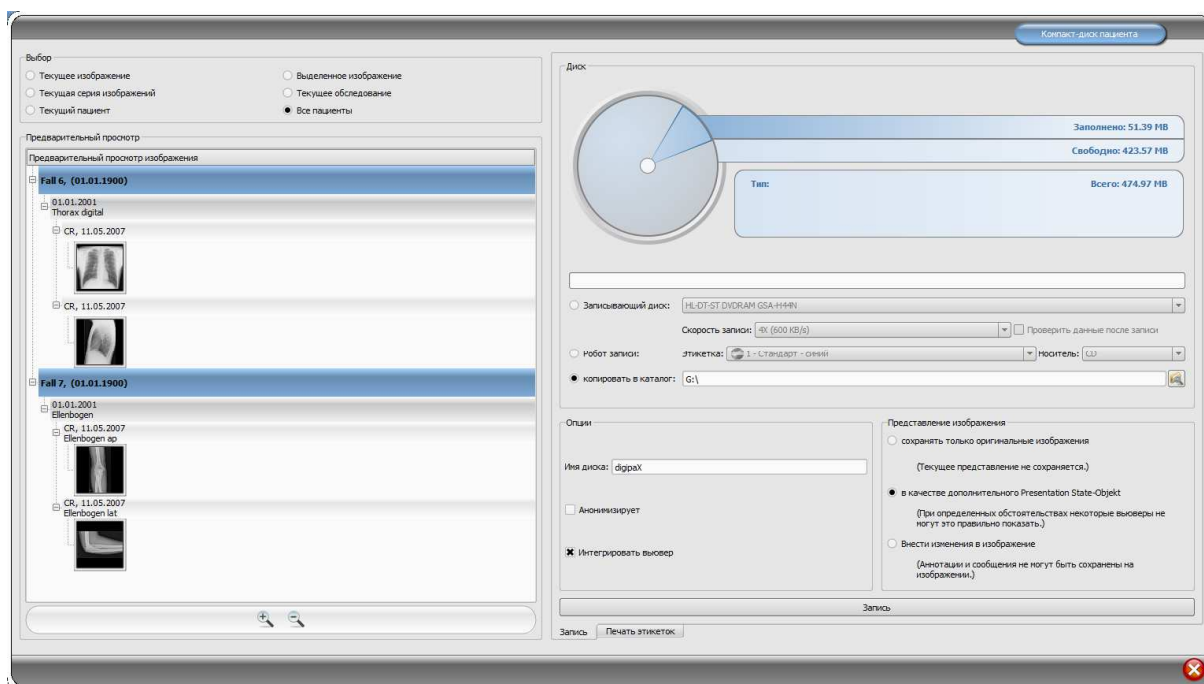 Компакт-диск пациента
Выбор
Текущее изображение
Выделенное изображение
Текущая серия изображений
Текущее обследование
Текущий пациент
Все пациенты
Предварительный просмотр
Предварительный просмотр изображения
Fall 6, (01.01.1900)
01.01.2001
Thorax digital
CR, 11.05.2007
CR, 11.05.2007
Fall 7, (01.01.1900)
01.01.2001
Ellenbogen
CR, 11.05.2007
Ellenbogen ap
CR, 11.05.2007
Ellenbogen lat
Диск
Заполнено: 51.39 MB
Свободно: 423.57 MB
Тип:
Всего: 474.97 MB
Записывающий диск:
HL-DT-ST DVDRAM GSA-H44N
Скорость записи: 4X (600 KB/s)
Проверить данные после записи
Робот записи:
Этикетка: 1 - Стандарт - синий
Носитель: CD
копировать в каталог: G:\
Опции
Имя диска: digipaX
Анонимизирует
Интегрировать вьювер
Представление изображения
сохранять только оригинальные изображения
(Текущее представление не сохраняется.)
в качестве дополнительного Presentation State-Objekt
(При определенных обстоятельствах некоторые вьюверы не
могут это правильно показать.)
Внести изменения в изображение
(Аннотации и сообщения не могут быть сохранены на
изображении.)
Запись
Запись
Печать этикеток